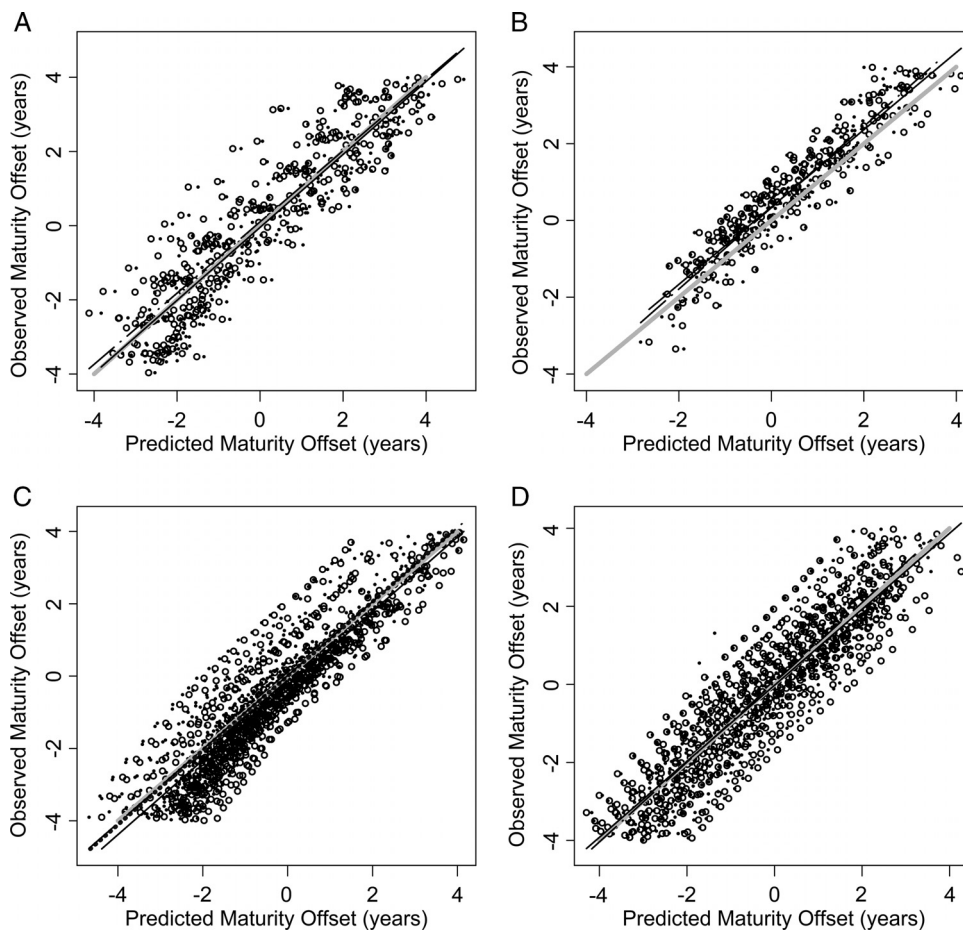 A
Observed Maturity Offset (years)
4
2
0
-2
-4
-4 -2 0 2 4
Predicted Maturity Offset (years)
B
Observed Maturity Offset (years)
4
2
0
-2
-4
-4 -2 0 2 4
Predicted Maturity Offset (years)
C
Observed Maturity Offset (years)
4
2
0
-2
-4
-4 -2 0 2 4
Predicted Maturity Offset (years)
D
Observed Maturity Offset (years)
4
2
0
-2
-4
-4 -2 0 2 4
Predicted Maturity Offset (years)